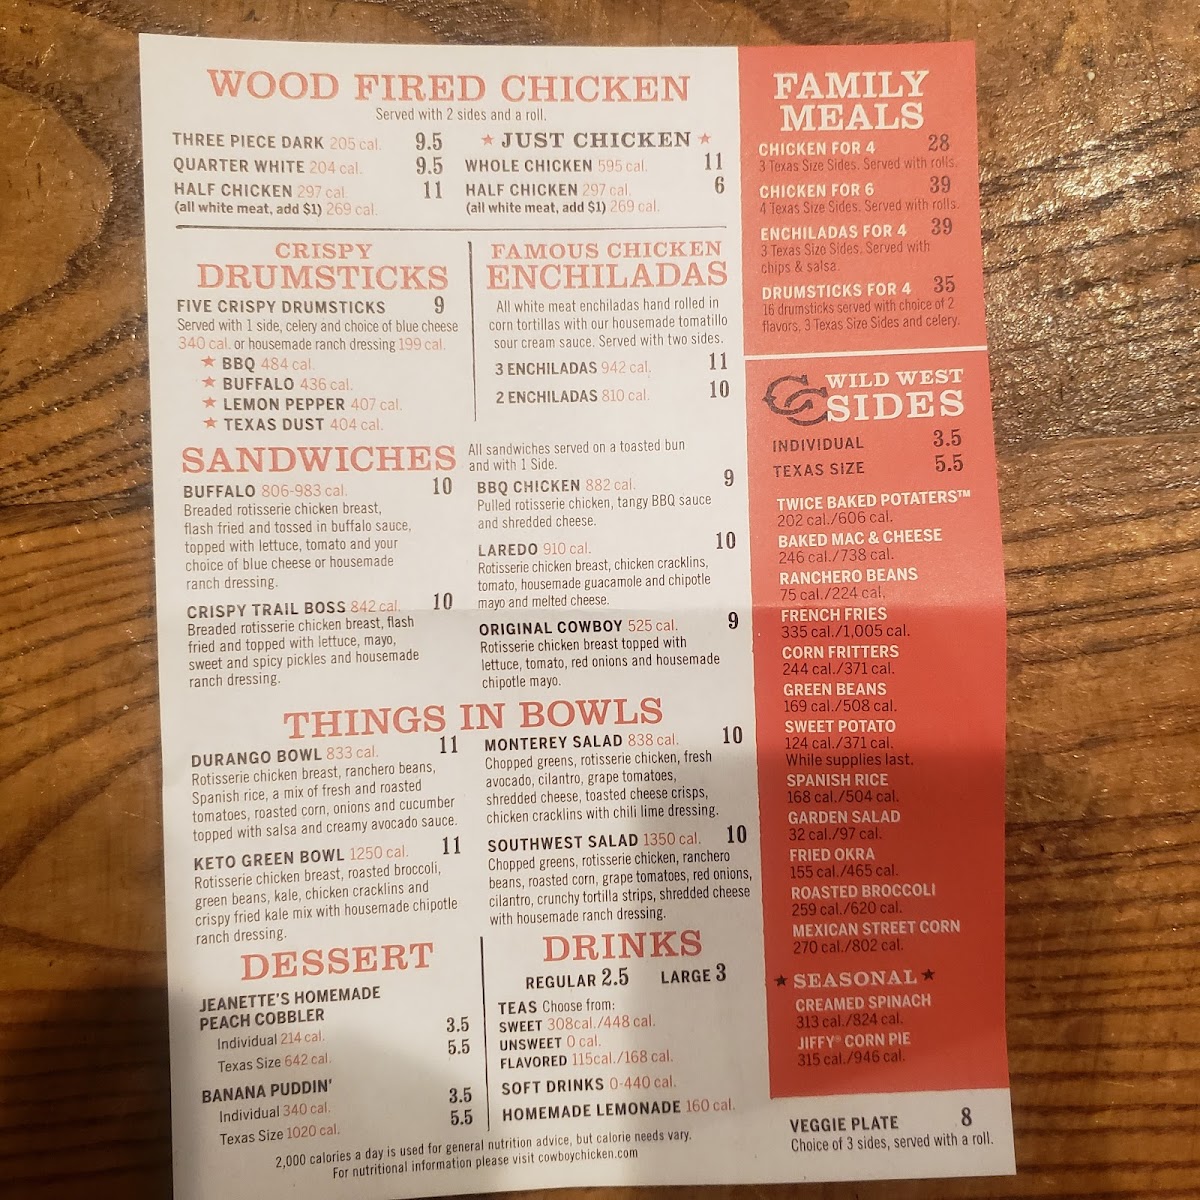 WOOD FIRED CHICKEN
Served with 2 sides and a roll.
THREE PIECE DARK 205 cal. 9.5
QUARTER WHITE 204 cal. 9.5
HALF CHICKEN 297 cal. 11
(all white meat, add $1) 269 cal.
★ JUST CHICKEN ★
WHOLE CHICKEN 595 cal. 11
HALF CHICKEN 297 cal. 6
(all white meat, add $1) 269 cal.
CRISPY
DRUMSTICKS
FIVE CRISPY DRUMSTICKS 9
Served with 1 side, celery and choice of blue cheese
340 cal. or housemade ranch dressing 199 cal.
★ BBQ 484 cal.
★ BUFFALO 436 cal.
★ LEMON PEPPER 407 cal.
★ TEXAS DUST 404 cal.
FAMOUS CHICKEN
ENCHILADAS
All white meat enchiladas hand rolled in
corn tortillas with our housemade tomatillo
sour cream sauce. Served with two sides.
3 ENCHILADAS 942 cal. 11
2 ENCHILADAS 810 cal. 10
SANDWICHES
All sandwiches served on a toasted bun
and with 1 Side.
BUFFALO 806-983 cal. 10
Breaded rotisserie chicken breast,
flash fried and tossed in buffalo sauce,
topped with lettuce, tomato and your
choice of blue cheese or housemade
ranch dressing.
CRISPY TRAIL BOSS 842 cal. 10
Breaded rotisserie chicken breast, flash
fried and topped with lettuce, mayo,
sweet and spicy pickles and housemade
ranch dressing.
BBQ CHICKEN 882 cal. 9
Pulled rotisserie chicken, tangy BBQ sauce
and shredded cheese.
LAREDO 910 cal. 10
Rotisserie chicken breast, chicken cracklins,
tomato, housemade guacamole and chipotle
mayo and melted cheese.
ORIGINAL COWBOY 525 cal. 9
Rotisserie chicken breast topped with
lettuce, tomato, red onions and housemade
chipotle mayo.
THINGS IN BOWLS
DURANGO BOWL 833 cal. 11
Rotisserie chicken breast, ranchero beans,
Spanish rice, a mix of fresh and roasted
tomatoes, roasted corn, onions and cucumber
topped with salsa and creamy avocado sauce.
KETO GREEN BOWL 1250 cal. 11
Rotisserie chicken breast, roasted broccoli,
green beans, kale, chicken cracklins and
crispy fried kale mix with housemade chipotle
ranch dressing.
MONTEREY SALAD 838 cal. 10
Chopped greens, rotisserie chicken, fresh
avocado, cilantro, grape tomatoes,
shredded cheese, toasted cheese crisps,
chicken cracklins with chili lime dressing.
SOUTHWEST SALAD 1350 cal. 10
Chopped greens, rotisserie chicken, ranchero
beans, roasted corn, grape tomatoes, red onions,
cilantro, crunchy tortilla strips, shredded cheese
with housemade ranch dressing.
DESSERT
JEANETTE'S HOMEMADE
PEACH COBBLER
Individual 214 cal. 3.5
Texas Size 642 cal. 5.5
BANANA PUDDIN'
Individual 340 cal. 3.5
Texas Size 1020 cal. 5.5
DRINKS
REGULAR 2.5 LARGE 3
TEAS Choose from:
SWEET 308cal./448 cal.
UNSWEET 0 cal.
FLAVORED 115cal./168 cal.
SOFT DRINKS 0-440 cal.
HOMEMADE LEMONADE 160 cal.
2,000 calories a day is used for general nutrition advice, but calorie needs vary.
For nutritional information please visit cowboychicken.com
FAMILY
MEALS
CHICKEN FOR 4 28
3 Texas Size Sides. Served with rolls.
CHICKEN FOR 6 39
4 Texas Size Sides. Served with rolls.
ENCHILADAS FOR 4 39
3 Texas Size Sides. Served with
chips & salsa.
DRUMSTICKS FOR 4 35
16 drumsticks served with choice of 2
flavors, 3 Texas Size Sides and celery.
WILD WEST
SIDES
INDIVIDUAL 3.5
TEXAS SIZE 5.5
TWICE BAKED POTATERS™
202 cal./606 cal.
BAKED MAC & CHEESE
246 cal./738 cal.
RANCHERO BEANS
75 cal./224 cal.
FRENCH FRIES
335 cal./1,005 cal.
CORN FRITTERS
244 cal./371 cal.
GREEN BEANS
169 cal./508 cal.
SWEET POTATO
124 cal./371 cal.
While supplies last.
SPANISH RICE
168 cal./504 cal.
GARDEN SALAD
32 cal./97 cal.
FRIED OKRA
155 cal./465 cal.
ROASTED BROCCOLI
259 cal./620 cal.
MEXICAN STREET CORN
270 cal./802 cal.
★ SEASONAL ★
CREAMED SPINACH
313 cal./824 cal.
JIFFY® CORN PIE
315 cal./946 cal.
VEGGIE PLATE 8
Choice of 3 sides, served with a roll.